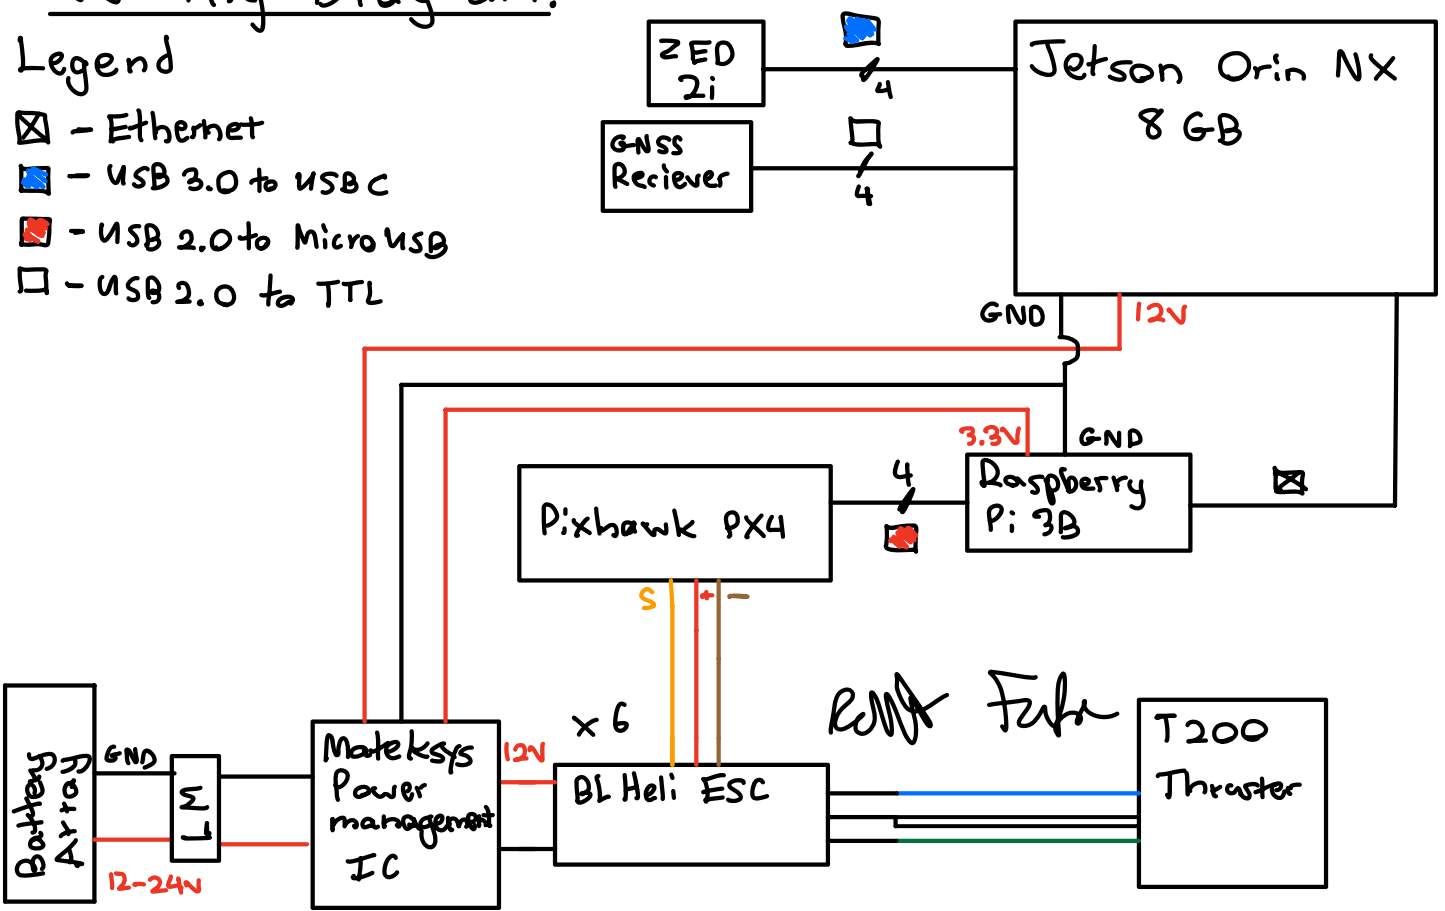 Legend
- Ethernet
- USB 3.0 to USB C
- USB 2.0 to Micro USB
- USB 2.0 to TTL
ZED
2i
4
Jetson Orin NX
8 GB
GNSS
Reciever
4
GND
12V
3.3V
GND
Raspberry
Pi 3B
4
Pixhawk PX4
S
+
-
x 6
Battery
Array
GND
12-24V
LM
Mateksys
Power
management
IC
12V
BL Heli ESC
T200
Thruster